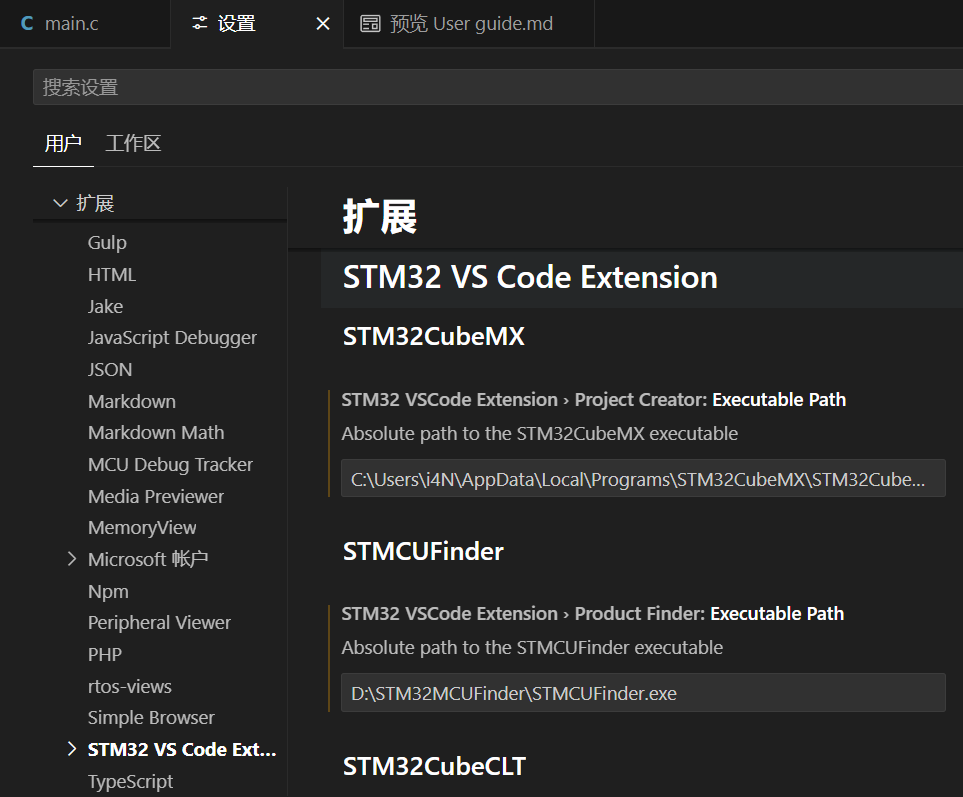 C main.c
设置
预览 User guide.md
搜索设置
用户
工作区
扩展
Gulp
HTML
Jake
JavaScript Debugger
JSON
Markdown
Markdown Math
MCU Debug Tracker
Media Previewer
MemoryView
Microsoft 帐户
Npm
Peripheral Viewer
PHP
rtos-views
Simple Browser
STM32 VS Code Ext...
TypeScript
扩展
STM32 VS Code Extension
STM32CubeMX
STM32 VSCode Extension › Project Creator: Executable Path
Absolute path to the STM32CubeMX executable
C:\Users\i4N\AppData\Local\Programs\STM32CubeMX\STM32Cube...
STMCUFinder
STM32 VSCode Extension › Product Finder: Executable Path
Absolute path to the STMCUFinder executable
D:\STM32MCUFinder\STMCUFinder.exe
STM32CubeCLT